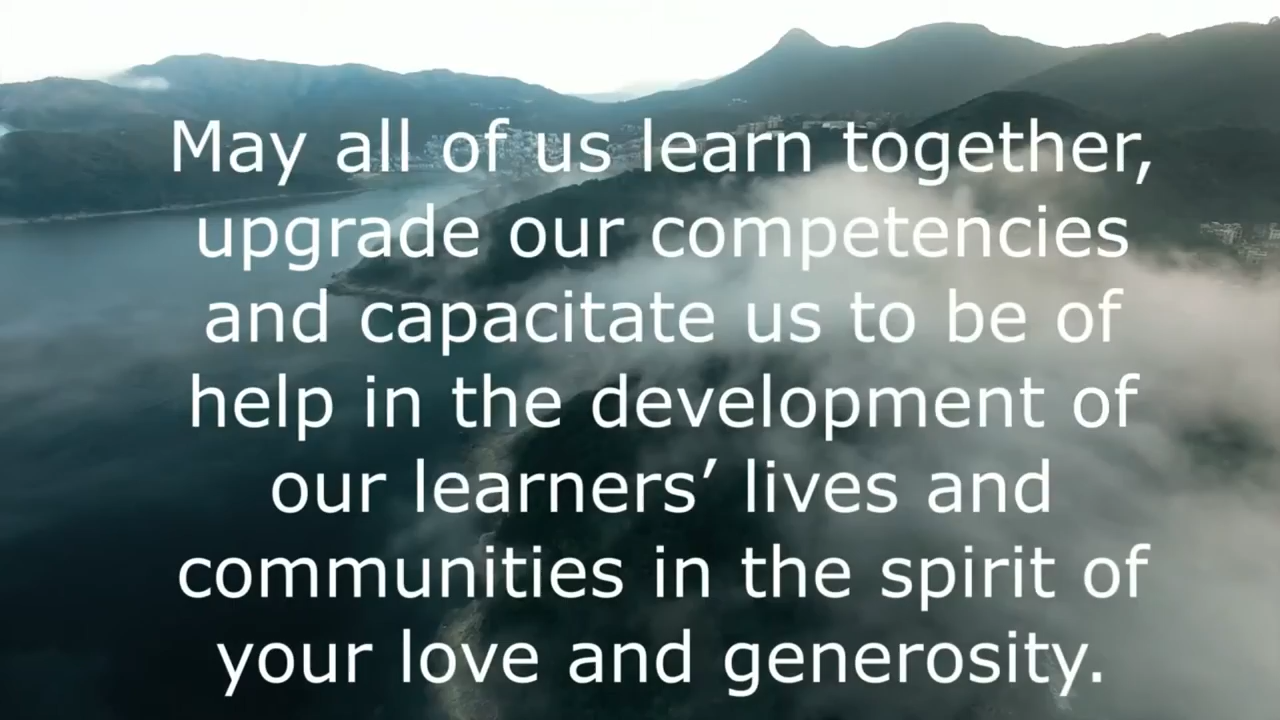 May all of us learn together,
upgrade our competencies
and capacitate us to be of
help in the development of
our learners’ lives and
communities in the spirit of
your love and generosity.